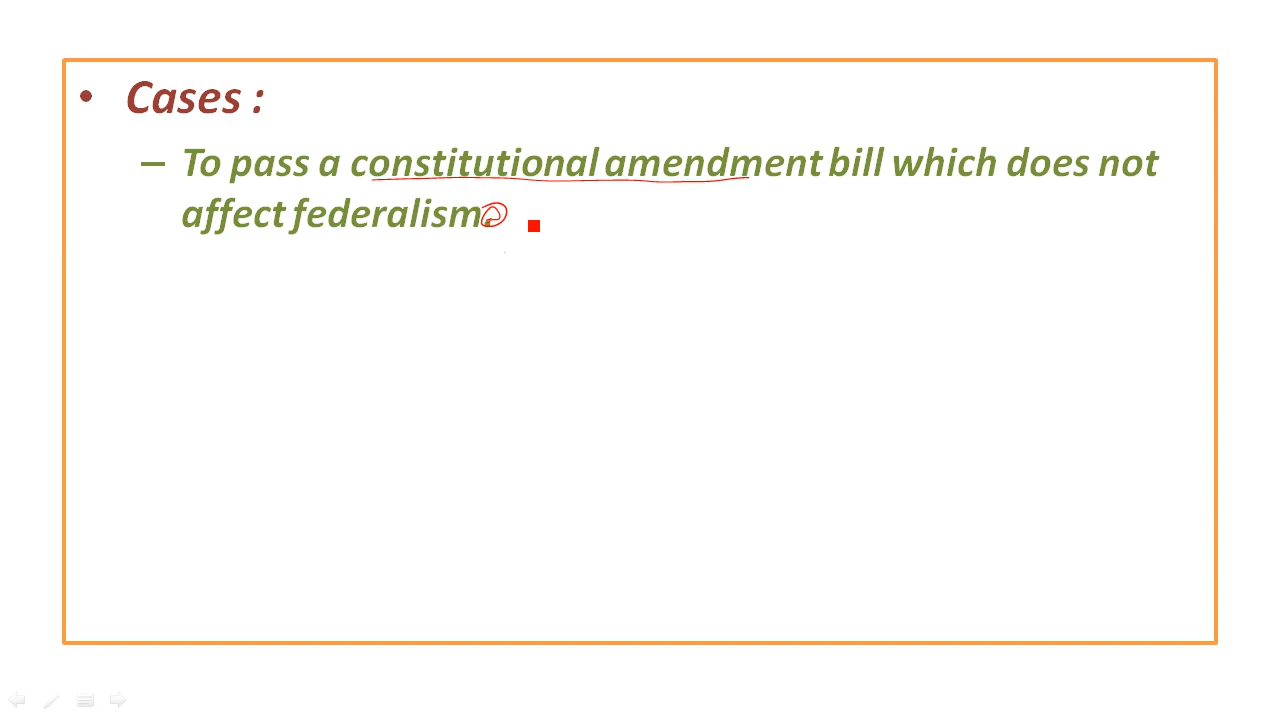 • Cases :
– To pass a constitutional amendment bill which does not
affect federalism.